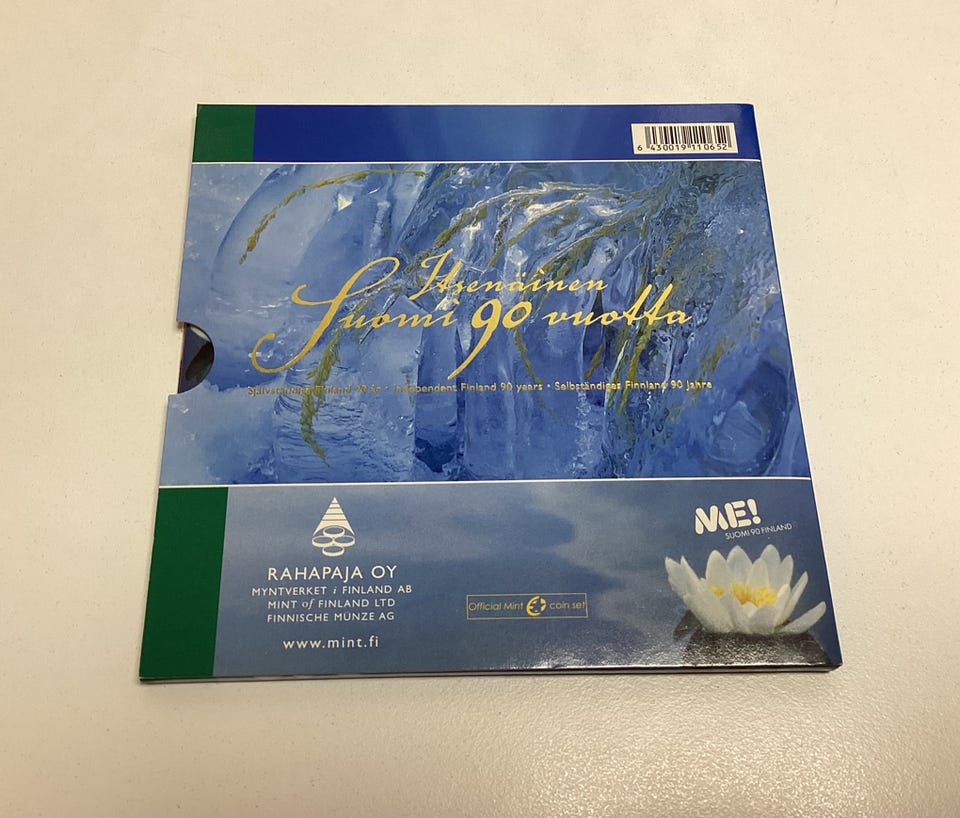 6 430019 110652
Itsenäinen
Suomi 90 vuotta
Självständiga Finland 90 år • Independent Finland 90 years • Selbständiges Finnland 90 Jahre
ME!
SUOMI 90 FINLAND
RAHAPAJA OY
MYNTVERKET i FINLAND AB
MINT of FINLAND LTD
FINNISCHE MÜNZE AG
www.mint.fi
Official Mint coin set